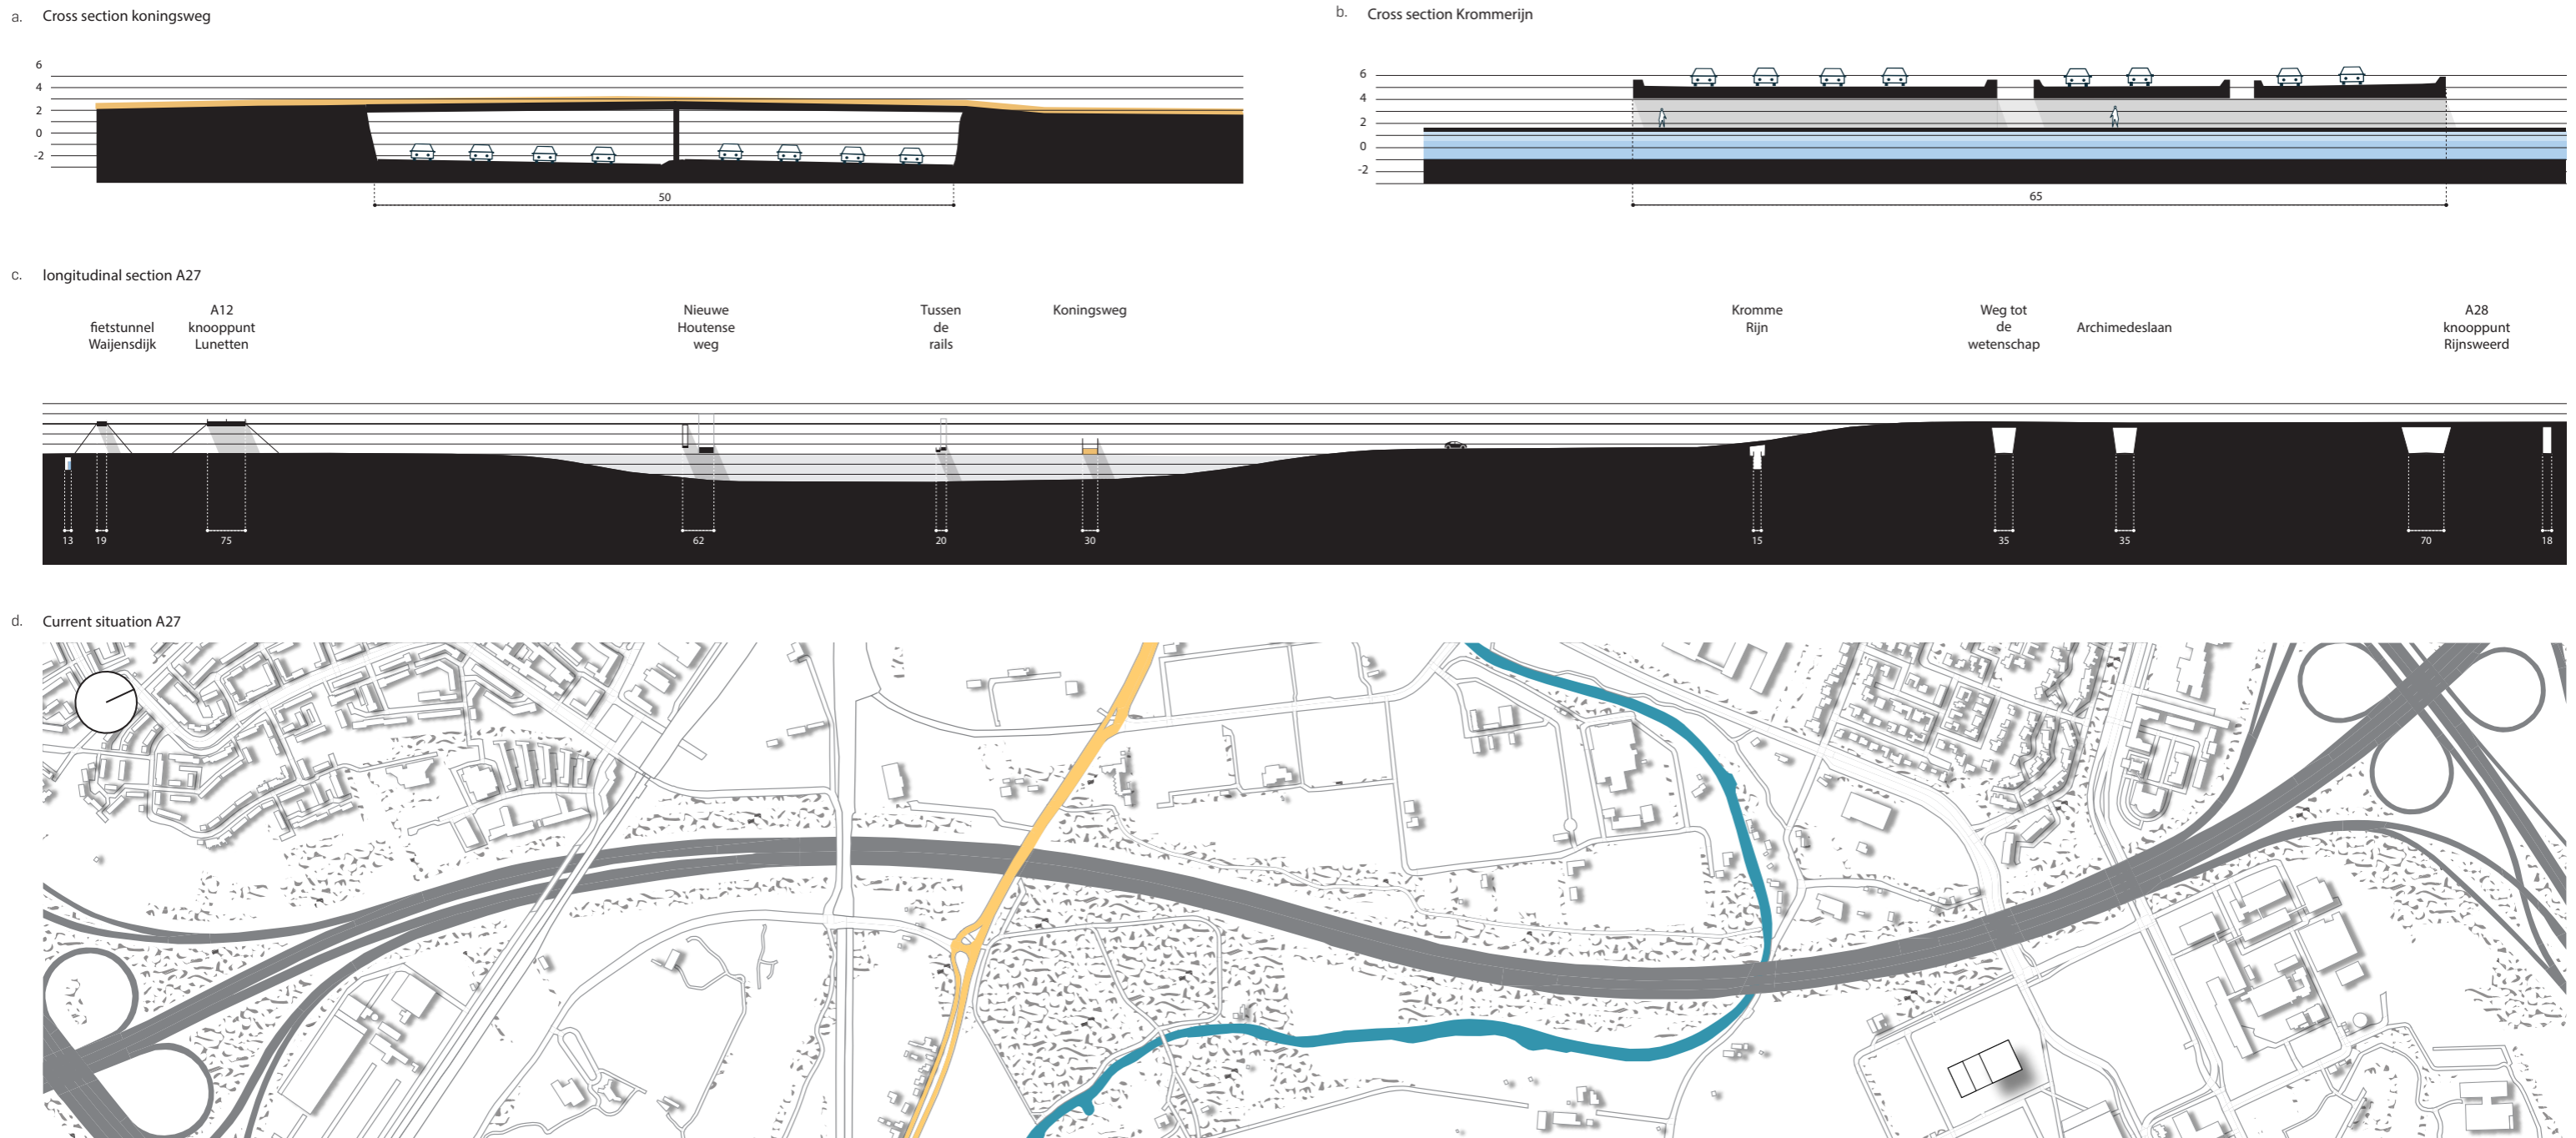 a. Cross section koningsweg
6
4
2
0
-2
50
b. Cross section Krommerijn
6
4
2
0
-2
65
c. longitudinal section A27
fietstunnel
Waijensdijk
A12
knooppunt
Lunetten
Nieuwe
Houtense
weg
Tussen
de
rails
Koningsweg
Kromme
Rijn
Weg tot
de
wetenschap
Archimedeslaan
A28
knooppunt
Rijnsweerd
13 19 75 62 20 30 15 35 35 70 18
d. Current situation A27